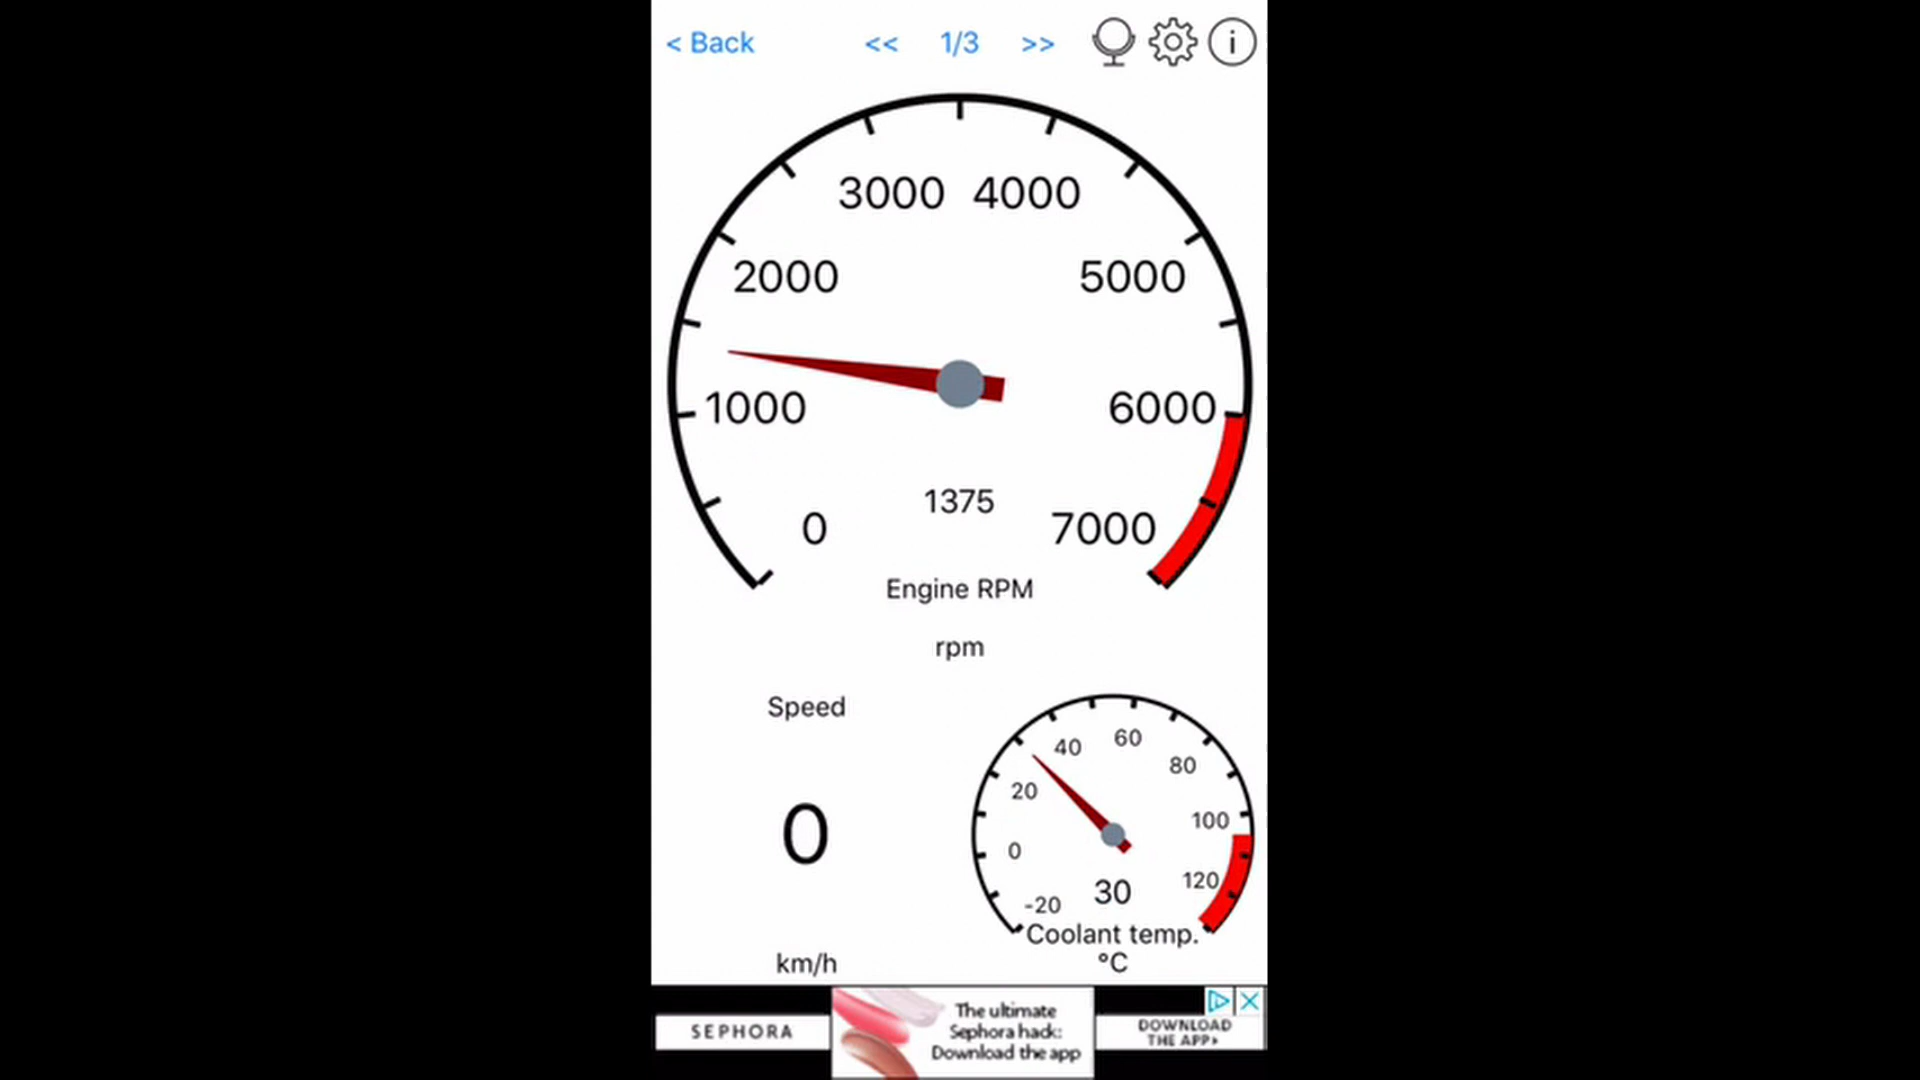 < Back << 1/3 >> i
3000 4000
2000 5000
1000 6000
1375
0 7000
Engine RPM
rpm
Speed
0
km/h
40 60
20 80
0 100
-20 120
30
Coolant temp.
°C
SEPHORA
The ultimate
Sephora hack:
Download the app
DOWNLOAD
THE APP